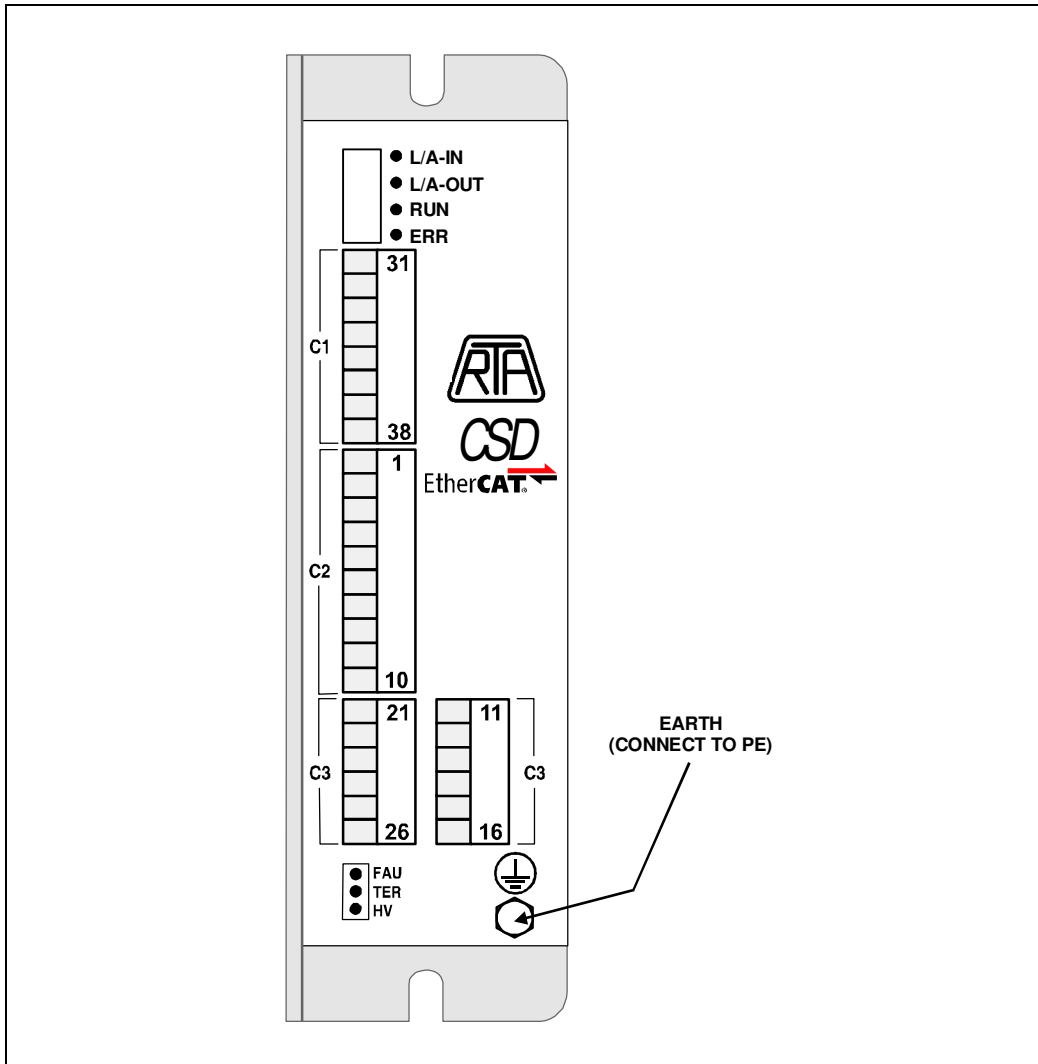 L/A-IN
L/A-OUT
RUN
ERR
31
C1
38
RTA
CSD
EtherCAT®
1
C2
10
21
C3
26
11
C3
16
FAU
TER
HV
EARTH
(CONNECT TO PE)